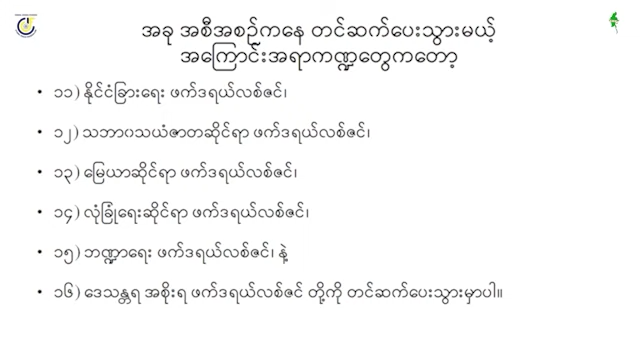 အခု အစီအစဉ်ကနေ တင်ဆက်ပေးသွားမယ့်
အကြောင်းအရာကဏ္ဍတွေကတော့
• ၁၁) နိုင်ငံခြားရေး ဖက်ဒရယ်လစ်ဇင်၊
• ၁၂) သဘာ၀သယံဇာတဆိုင်ရာ ဖက်ဒရယ်လစ်ဇင်၊
• ၁၃) မြေယာဆိုင်ရာ ဖက်ဒရယ်လစ်ဇင်၊
• ၁၄) လုံခြုံရေးဆိုင်ရာ ဖက်ဒရယ်လစ်ဇင်၊
• ၁၅) ဘဏ္ဍာရေး ဖက်ဒရယ်လစ်ဇင်၊ နဲ့
• ၁၆) ဒေသန္တရ အစိုးရ ဖက်ဒရယ်လစ်ဇင် တို့ကို တင်ဆက်ပေးသွားမှာပါ။